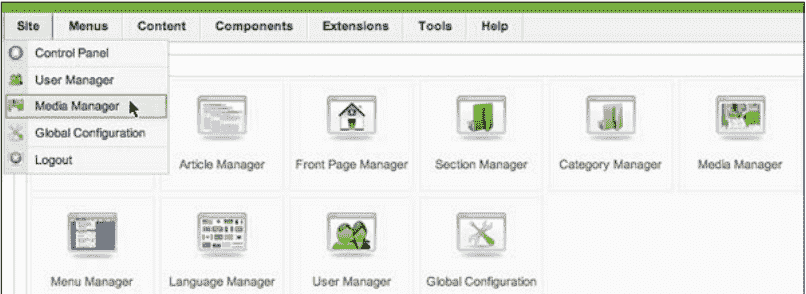 Site Menus Content Components Extensions Tools Help
Control Panel
User Manager
Media Manager
Global Configuration
Logout
Article Manager Front Page Manager Section Manager Category Manager Media Manager
Menu Manager Language Manager User Manager Global Configuration